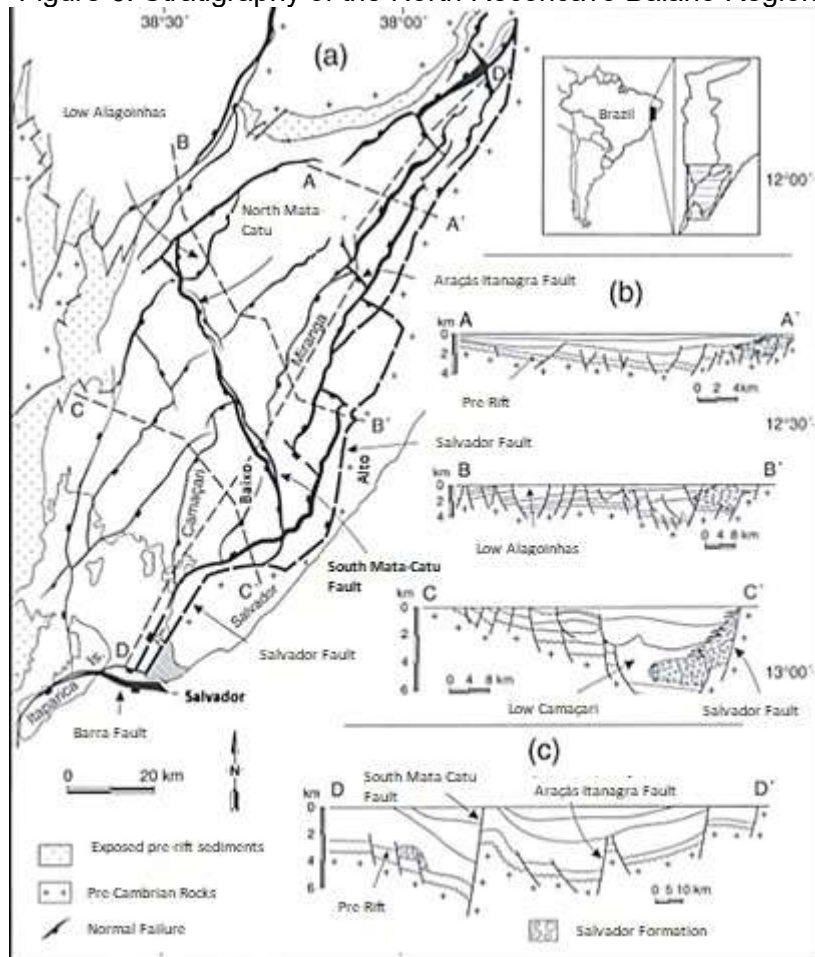 Figure 6. Stratigraphy of the North Recôncavo Baiano Region
38°30'
38°00'
(a)
Low Alagoinhas
B
D'
A
North Mata-
Catu
A'
Brazil
12°00'
Araçás Itanagra Fault
Miranga
(b)
A
A'
km
0
2
4
0 2 4km
Pre-Rift
12°30'
C
B'
Salvador Fault
Alto
Baixo
Camaçari
B
B'
km
0
2
4
0 4 8 km
Low Alagoinhas
South Mata-Catu
Fault
C'
Salvador
Salvador Fault
C
C'
km
0
2
4
6
0 4 8 km
Low Camaçari
Salvador Fault
13°00'
D
Is.
Itaparica
Salvador
Barra Fault
0 20 km
N
(c)
South Mata Catu
Fault
Araçás Itanagra Fault
D
D'
km
0
2
4
6
0 5 10 km
Pre-Rift
Exposed pre-rift sediments
Pre-Cambrian Rocks
Normal Failure
Salvador Formation